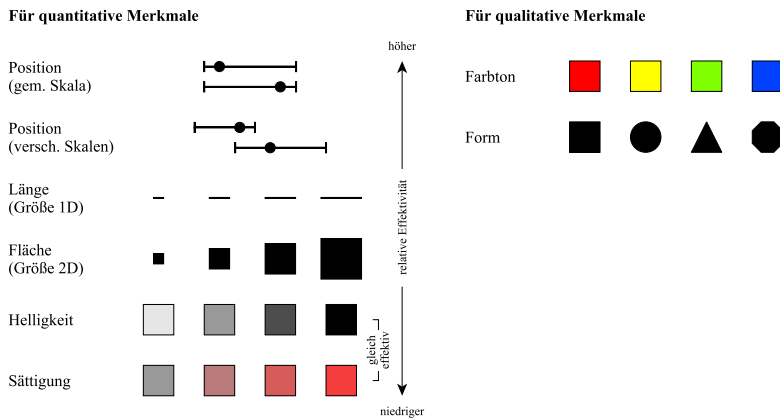 Für quantitative Merkmale
höher
Position
(gem. Skala)
Position
(versch. Skalen)
Länge
(Größe 1D)
Fläche
(Größe 2D)
Helligkeit
Sättigung
gleich
effektiv
relative Effektivität
niedriger
Für qualitative Merkmale
Farbton
Form